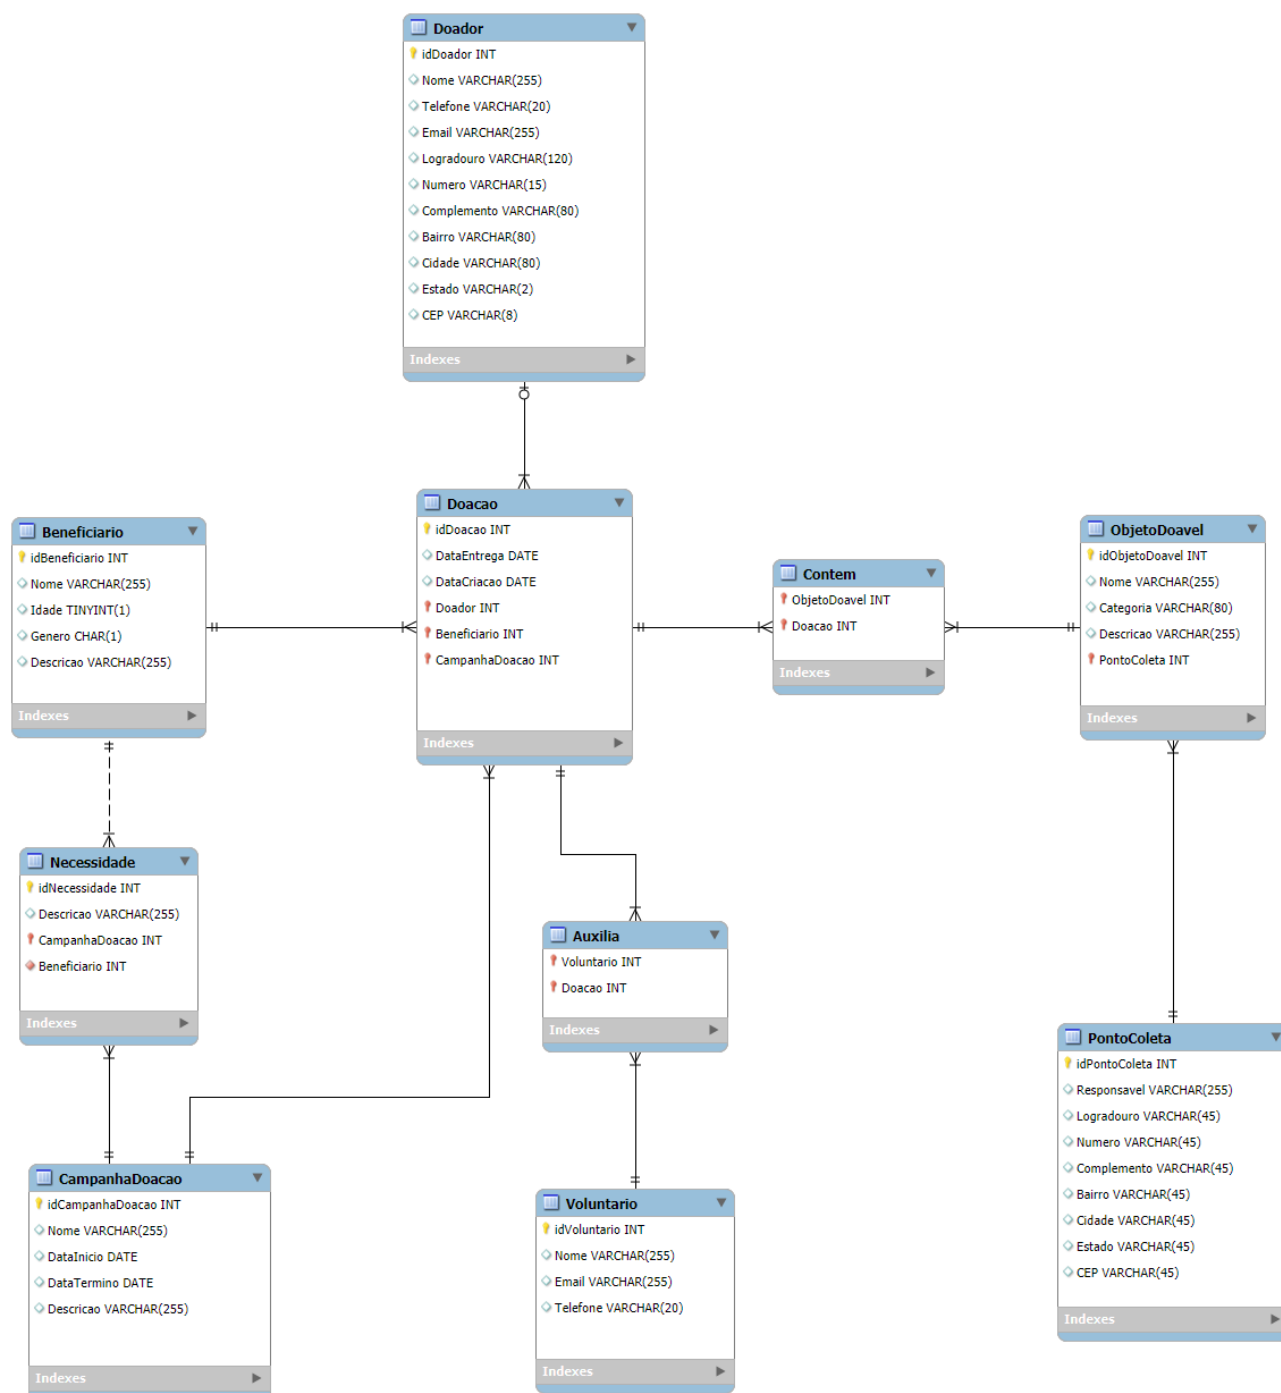 Doador
idDoador INT
Nome VARCHAR(255)
Telefone VARCHAR(20)
Email VARCHAR(255)
Logradouro VARCHAR(120)
Numero VARCHAR(15)
Complemento VARCHAR(80)
Bairro VARCHAR(80)
Cidade VARCHAR(80)
Estado VARCHAR(2)
CEP VARCHAR(8)
Indexes
Beneficiario
idBeneficiario INT
Nome VARCHAR(255)
Idade TINYINT(1)
Genero CHAR(1)
Descricao VARCHAR(255)
Indexes
Doacao
idDoacao INT
DataEntrega DATE
DataCriacao DATE
Doador INT
Beneficiario INT
CampanhaDoacao INT
Indexes
Contem
ObjetoDoavel INT
Doacao INT
Indexes
ObjetoDoavel
idObjetoDoavel INT
Nome VARCHAR(255)
Categoria VARCHAR(80)
Descricao VARCHAR(255)
PontoColeta INT
Indexes
Necessidade
idNecessidade INT
Descricao VARCHAR(255)
CampanhaDoacao INT
Beneficiario INT
Indexes
Auxilia
Voluntario INT
Doacao INT
Indexes
PontoColeta
idPontoColeta INT
Responsavel VARCHAR(255)
Logradouro VARCHAR(45)
Numero VARCHAR(45)
Complemento VARCHAR(45)
Bairro VARCHAR(45)
Cidade VARCHAR(45)
Estado VARCHAR(45)
CEP VARCHAR(45)
Indexes
CampanhaDoacao
idCampanhaDoacao INT
Nome VARCHAR(255)
DataInicio DATE
DataTermino DATE
Descricao VARCHAR(255)
Indexes
Voluntario
idVoluntario INT
Nome VARCHAR(255)
Email VARCHAR(255)
Telefone VARCHAR(20)
Indexes